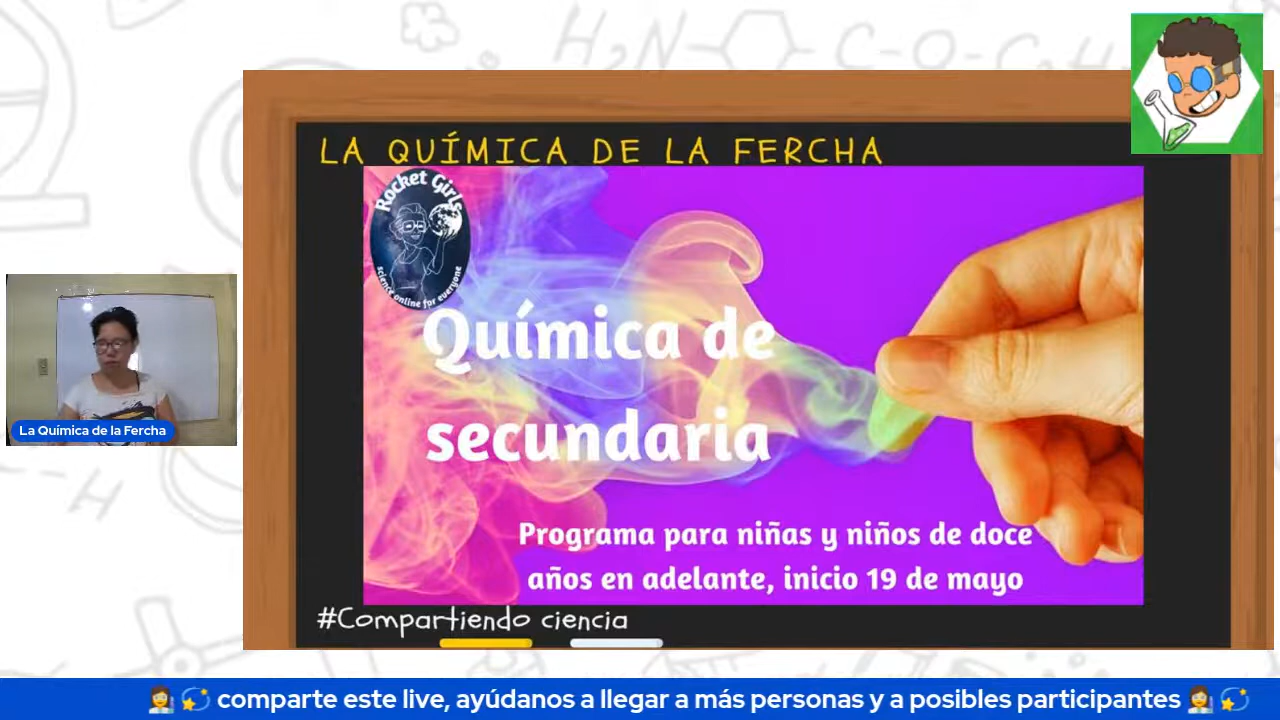 H₂N
C-O-C
LA QUÍMICA DE LA FERCHA
Rocket Girls
science online for everyone
Química de
secundaria
Programa para niñas y niños de doce
años en adelante, inicio 19 de mayo
#Compartiendo ciencia
La Química de la Fercha
H
👩‍🔬 💫 comparte este live, ayúdanos a llegar a más personas y a posibles participantes 👩‍🔬 💫